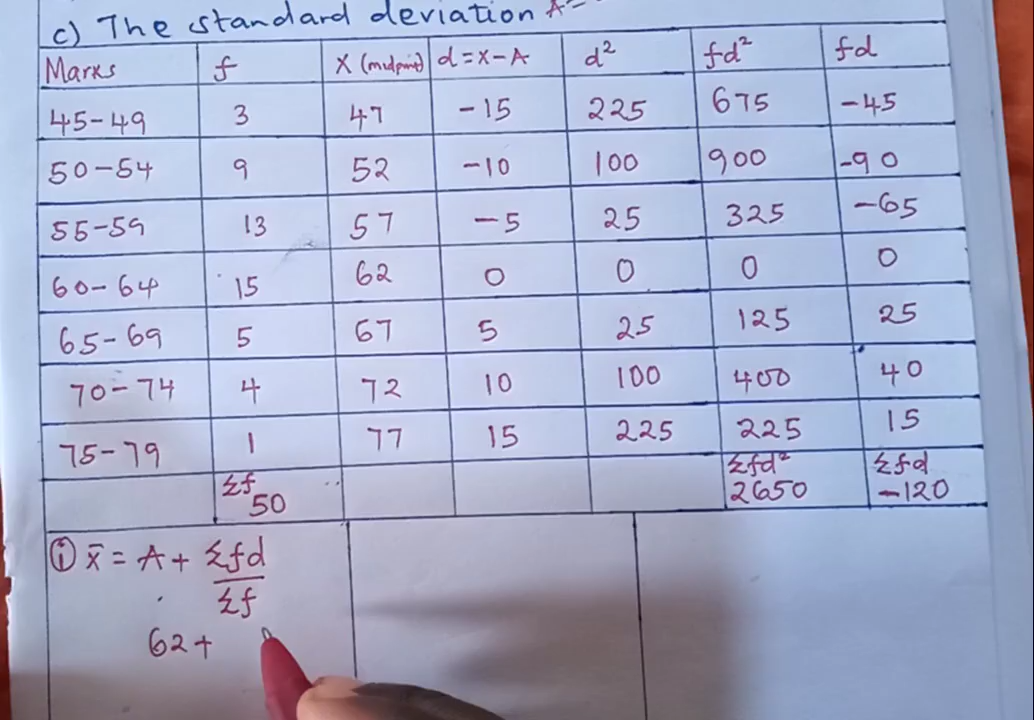 c) The standard deviation A=
Marks f X (midpoint) d=x-A d² fd² fd
45-49 3 47 -15 225 675 -45
50-54 9 52 -10 100 900 -90
55-59 13 57 -5 25 325 -65
60-64 15 62 0 0 0 0
65-69 5 67 5 25 125 25
70-74 4 72 10 100 400 40
75-79 1 77 15 225 225 15
Σf Σfd² Σfd
50 2650 -120
(i) x̄ = A + Σfd
Σf
62+